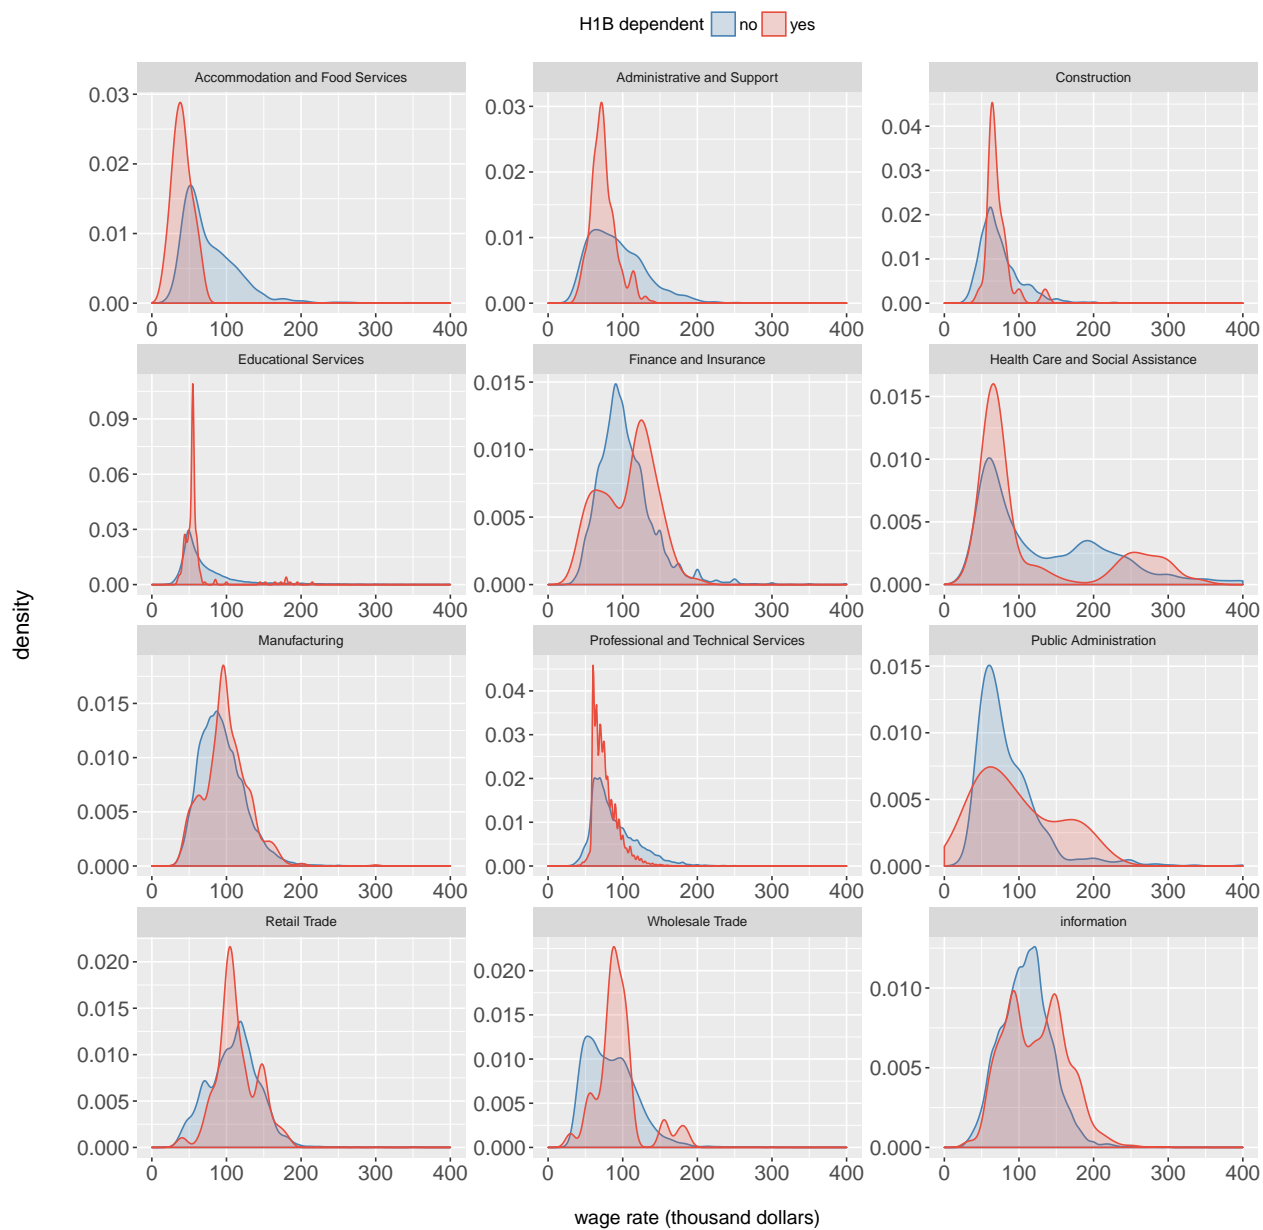 H1B dependent no yes
Accommodation and Food Services
0.03
0.02
0.01
0.00
0 100 200 300 400
Administrative and Support
0.03
0.02
0.01
0.00
0 100 200 300 400
Construction
0.04
0.03
0.02
0.01
0.00
0 100 200 300 400
Educational Services
0.09
0.06
0.03
0.00
0 100 200 300 400
Finance and Insurance
0.015
0.010
0.005
0.000
0 100 200 300 400
Health Care and Social Assistance
0.015
0.010
0.005
0.000
0 100 200 300 400
density
Manufacturing
0.015
0.010
0.005
0.000
0 100 200 300 400
Professional and Technical Services
0.04
0.03
0.02
0.01
0.00
0 100 200 300 400
Public Administration
0.015
0.010
0.005
0.000
0 100 200 300 400
Retail Trade
0.020
0.015
0.010
0.005
0.000
0 100 200 300 400
Wholesale Trade
0.020
0.015
0.010
0.005
0.000
0 100 200 300 400
information
0.010
0.005
0.000
0 100 200 300 400
wage rate (thousand dollars)